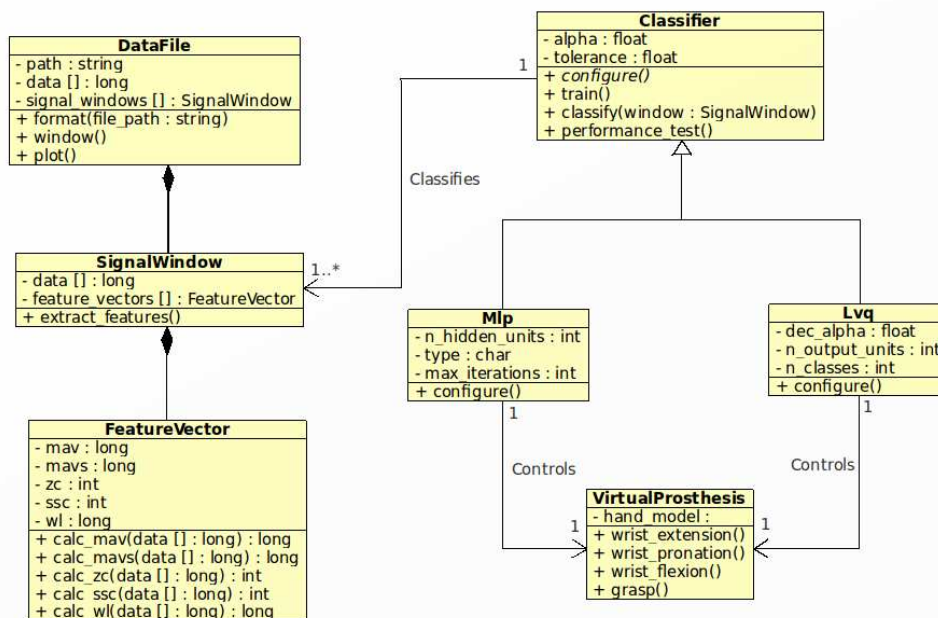 DataFile
- path : string
- data [] : long
- signal_windows [] : SignalWindow
+ format(file_path : string)
+ window()
+ plot()
Classifier
- alpha : float
- tolerance : float
+ configure()
+ train()
+ classify(window : SignalWindow)
+ performance_test()
1
Classifies
1..*
SignalWindow
- data [] : long
- feature_vectors [] : FeatureVector
+ extract_features()
Mlp
- n_hidden_units : int
- type : char
- max_iterations : int
+ configure()
1
Lvq
- dec_alpha : float
- n_output_units : int
- n_classes : int
+ configure()
1
FeatureVector
- mav : long
- mavs : long
- zc : int
- ssc : int
- wl : long
+ calc_mav(data [] : long) : long
+ calc_mavs(data [] : long) : long
+ calc_zc(data [] : long) : int
+ calc_ssc(data [] : long) : int
+ calc_wl(data [] : long) : long
Controls
Controls
1
1
VirtualProsthesis
- hand_model :
+ wrist_extension()
+ wrist_pronation()
+ wrist_flexion()
+ grasp()